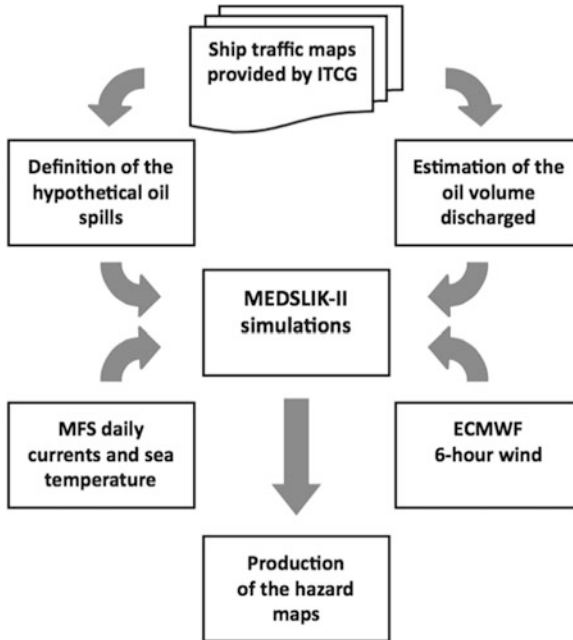 Ship traffic maps
provided by ITCG
Definition of the
hypothetical oil
spills
Estimation of the
oil volume
discharged
MEDSLIK-II
simulations
MFS daily
currents and sea
temperature
ECMWF
6-hour wind
Production
of the hazard
maps